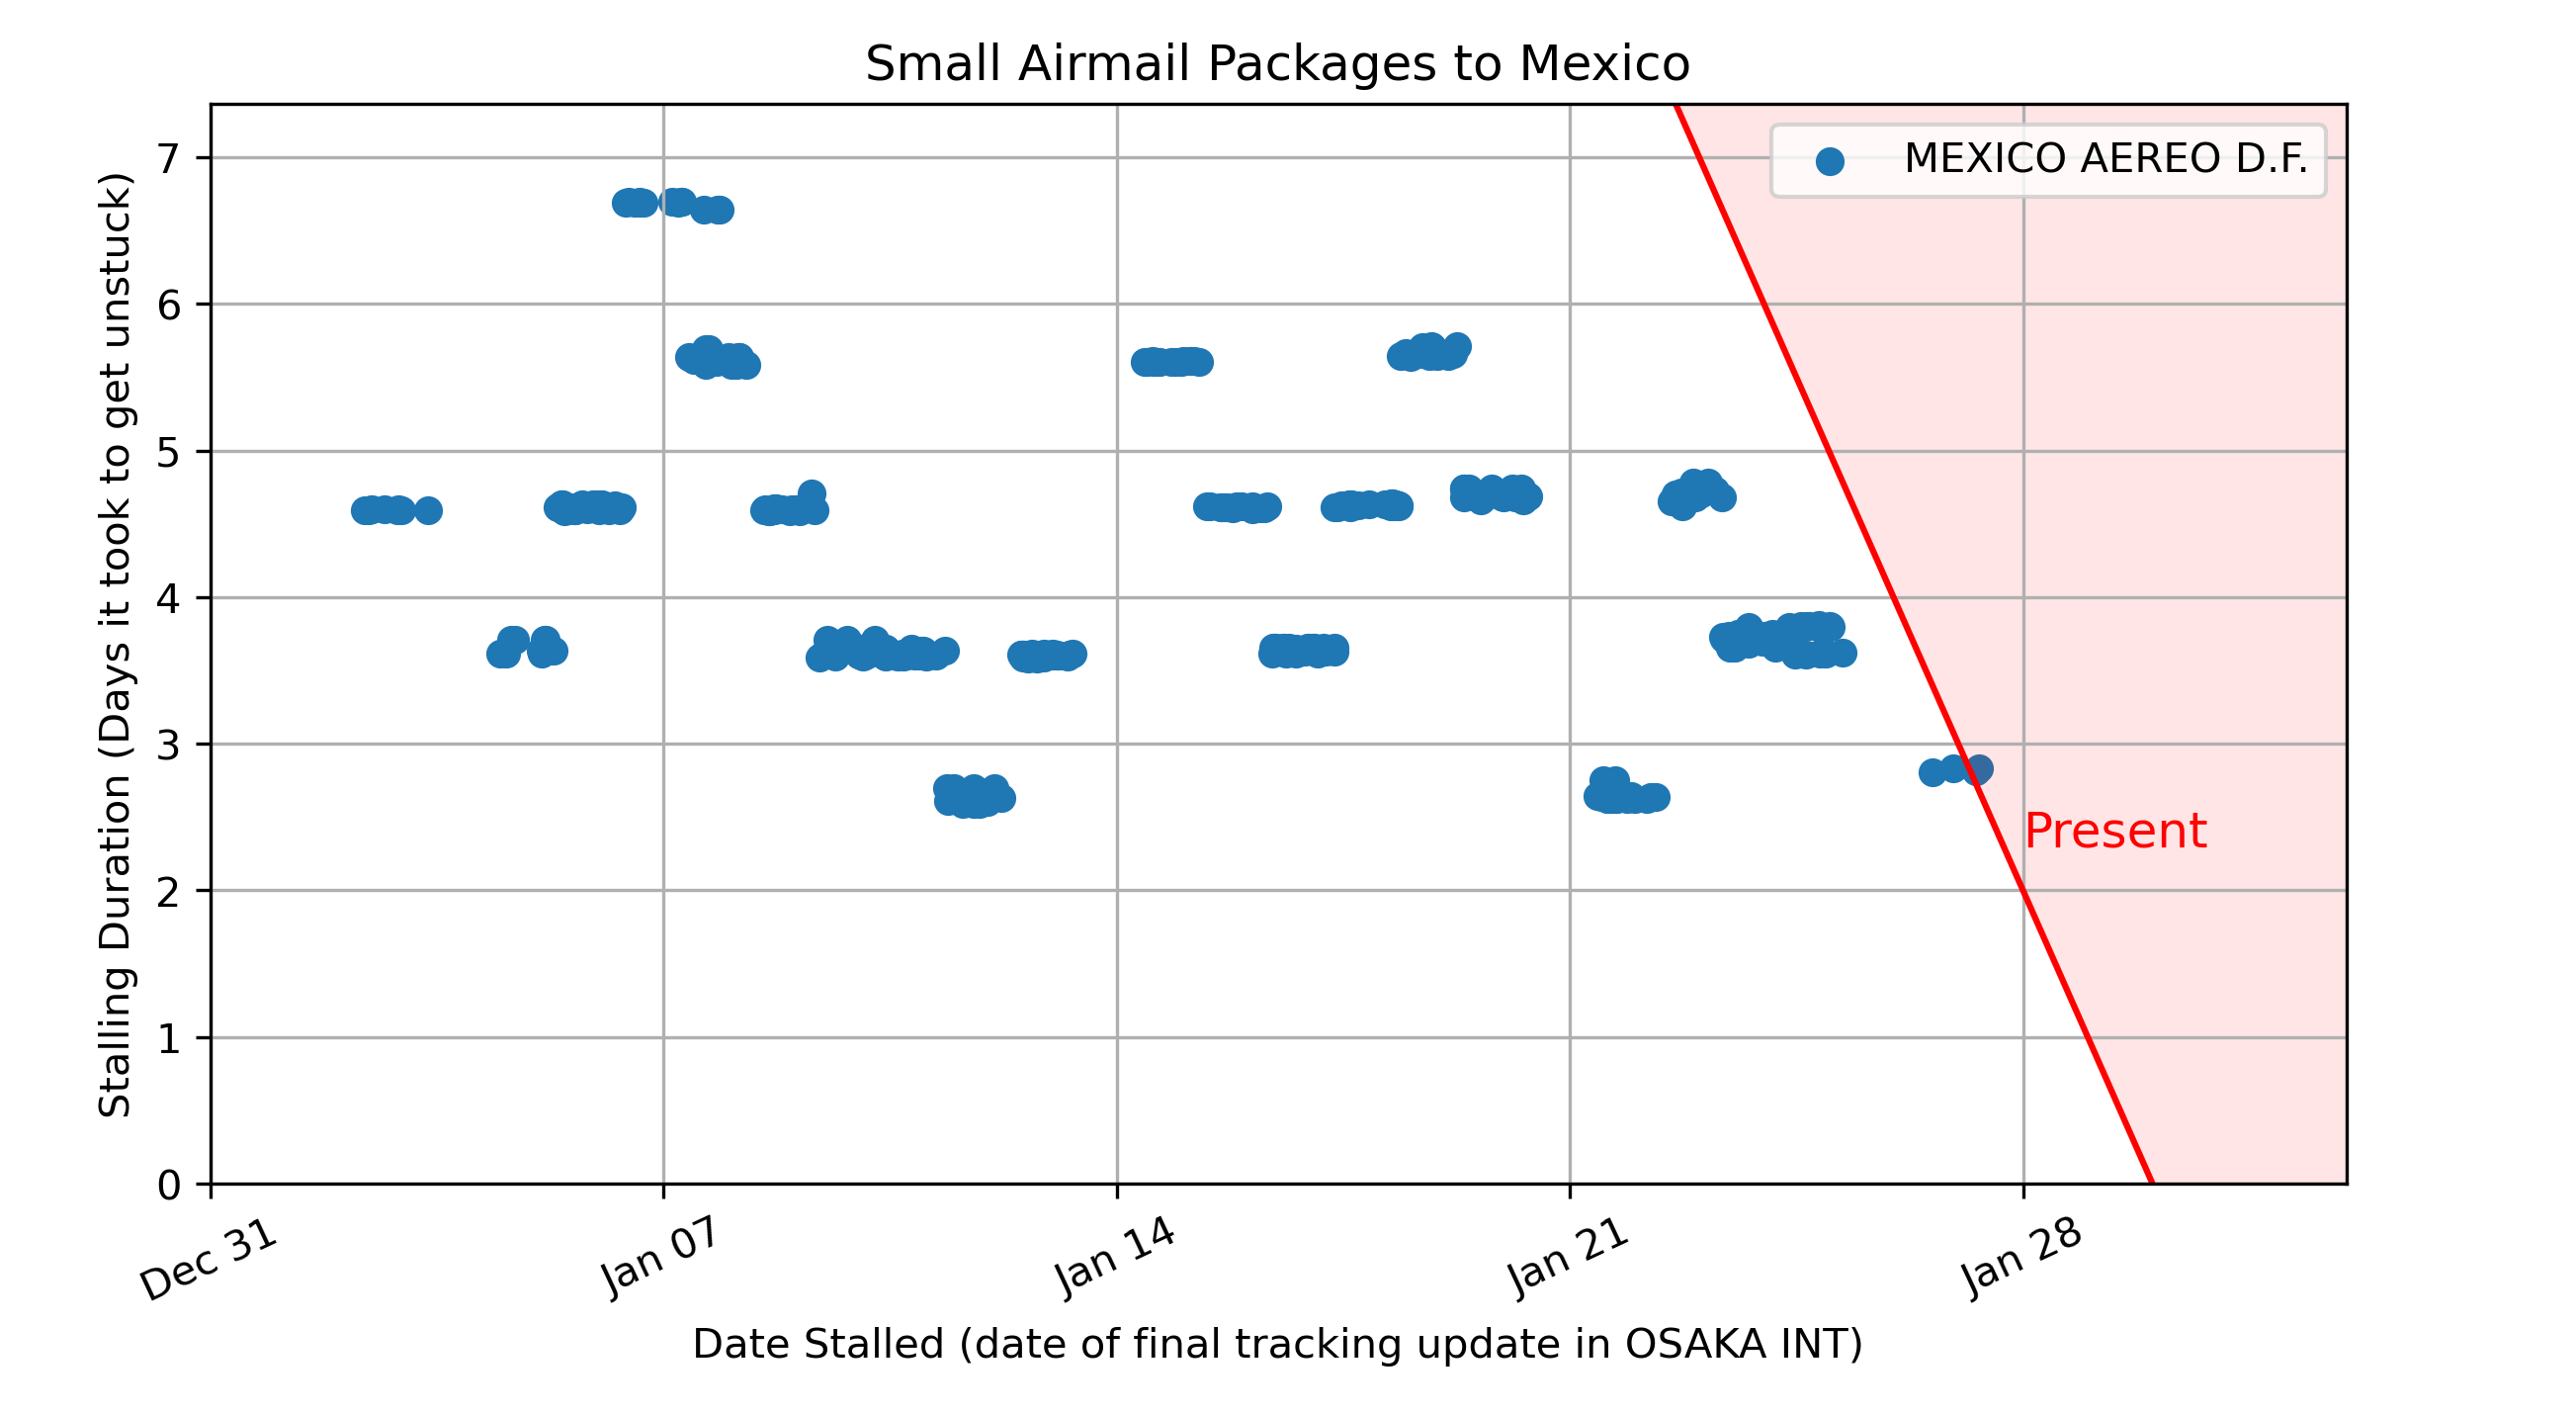 Small Airmail Packages to Mexico
Stalling Duration (Days it took to get unstuck)
7
6
5
4
3
2
1
0
MEXICO AEREO D.F.
Present
Dec 31
Jan 07
Jan 14
Jan 21
Jan 28
Date Stalled (date of final tracking update in OSAKA INT)